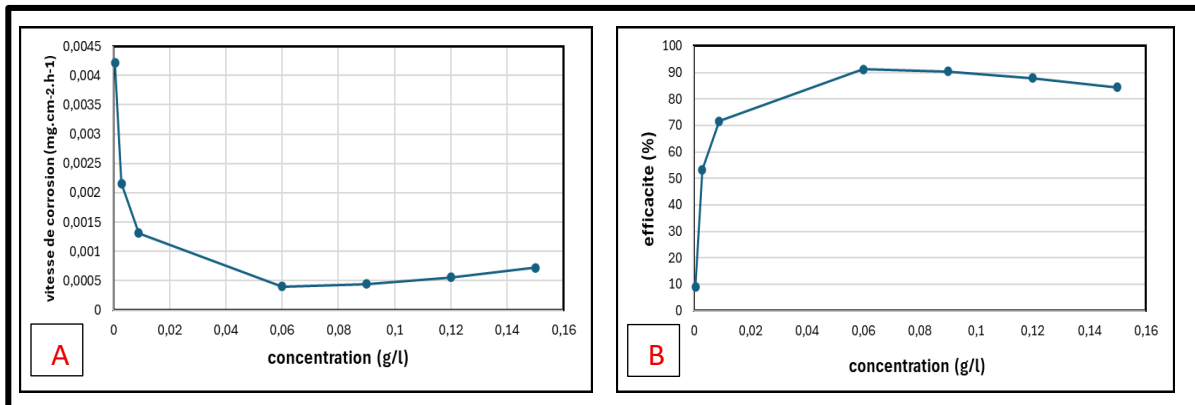 vitesse de corrosion (mg.cm-2.h-1)
0,0045
0,004
0,0035
0,003
0,0025
0,002
0,0015
0,001
0,0005
0
0 0,02 0,04 0,06 0,08 0,1 0,12 0,14 0,16
concentration (g/l)
A
efficacite (%)
100
90
80
70
60
50
40
30
20
10
0
0 0,02 0,04 0,06 0,08 0,1 0,12 0,14 0,16
concentration (g/l)
B